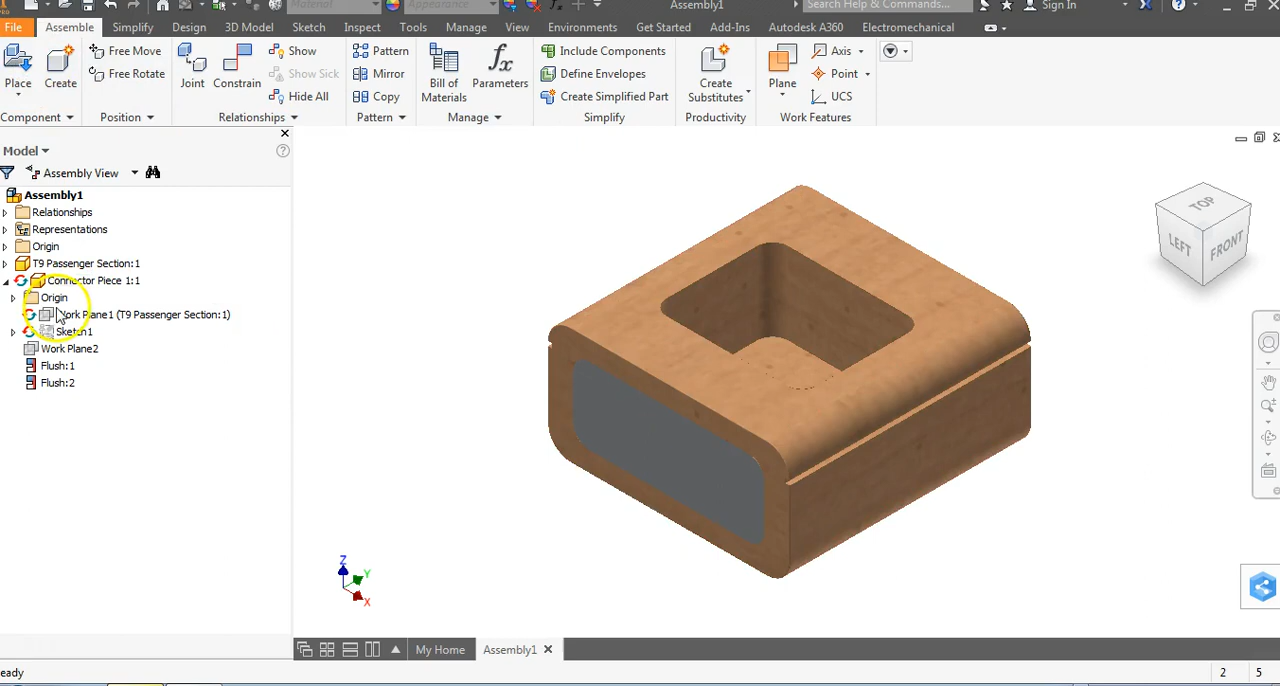 Material
Appearance
Assembly1
Search Help & Commands...
Sign In
File
Assemble
Simplify
Design
3D Model
Sketch
Inspect
Tools
Manage
View
Environments
Get Started
Add-Ins
Autodesk A360
Electromechanical
Place
Create
Free Move
Free Rotate
Component
Position
Joint
Constrain
Show
Show Sick
Hide All
Relationships
Pattern
Mirror
Copy
Pattern
Bill of
Materials
Parameters
Manage
Include Components
Define Envelopes
Create Simplified Part
Simplify
Create
Substitutes
Productivity
Plane
Axis
Point
UCS
Work Features
Model
Assembly View
Assembly1
Relationships
Representations
Origin
T9 Passenger Section:1
Connector Piece 1:1
Origin
Work Plane1 (T9 Passenger Section:1)
Sketch1
Work Plane2
Flush:1
Flush:2
TOP
LEFT
FRONT
Z
Y
X
My Home
Assembly1
eady
2
5